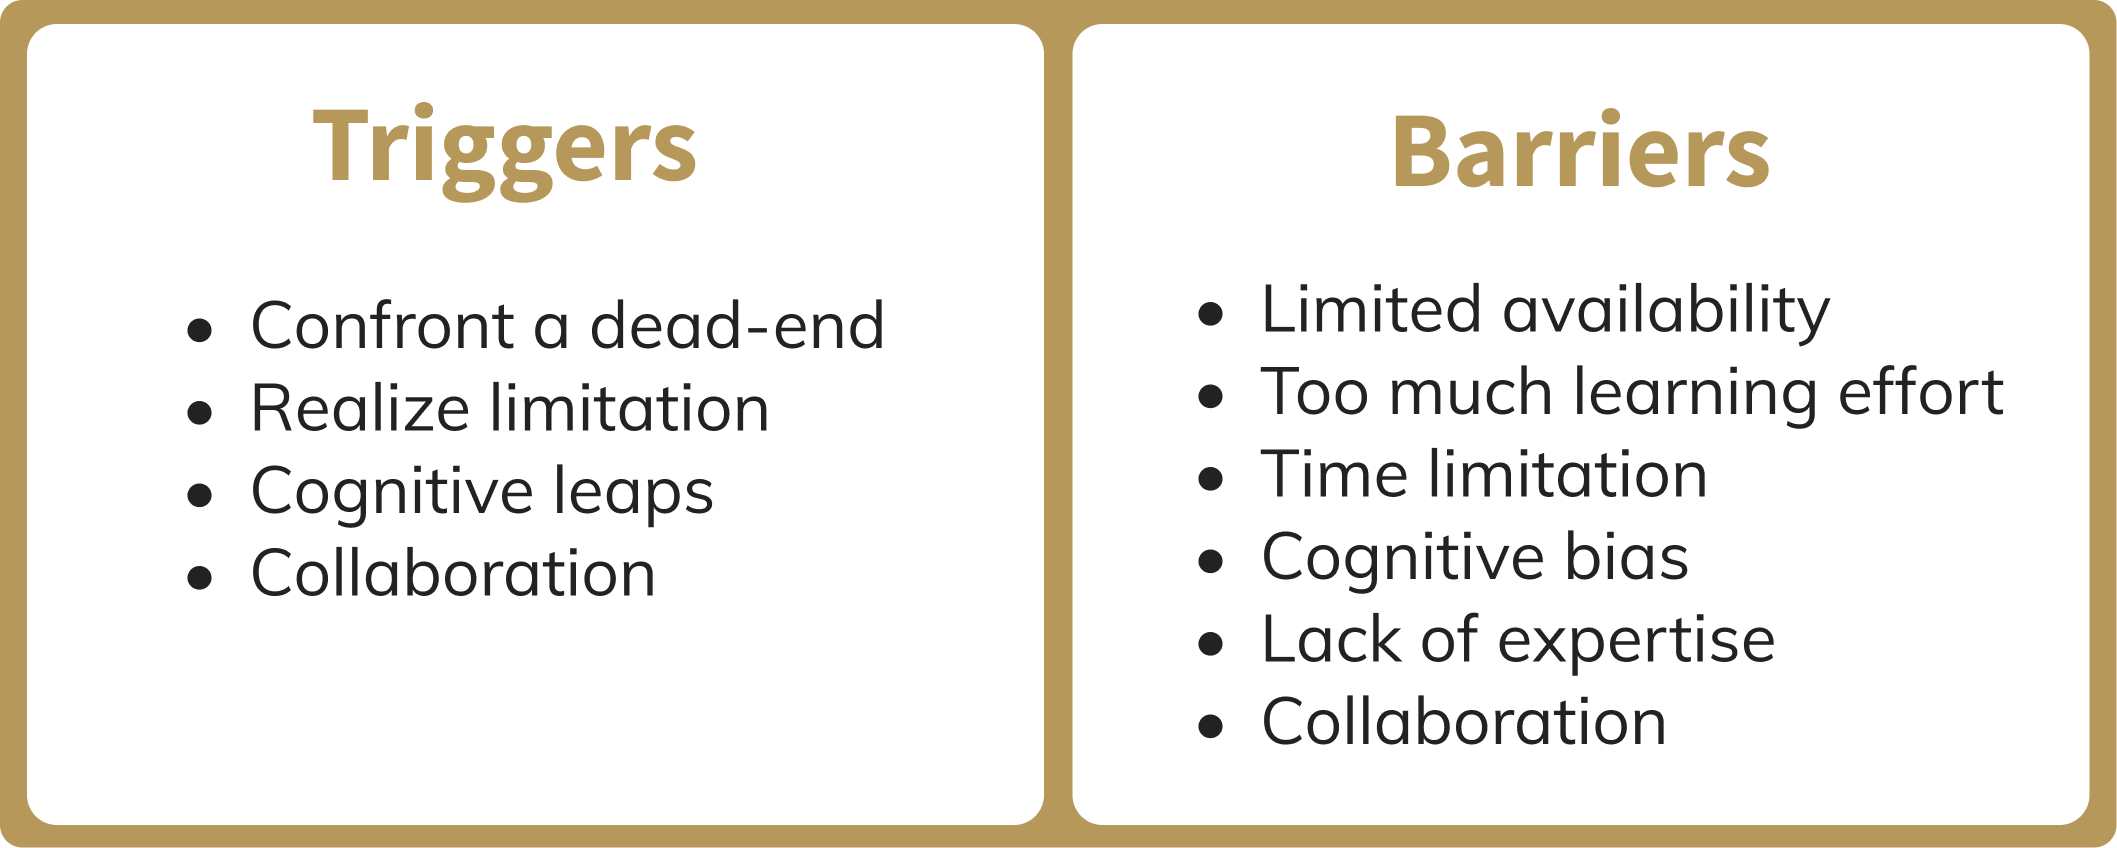 Triggers
• Confront a dead-end
• Realize limitation
• Cognitive leaps
• Collaboration
Barriers
• Limited availability
• Too much learning effort
• Time limitation
• Cognitive bias
• Lack of expertise
• Collaboration